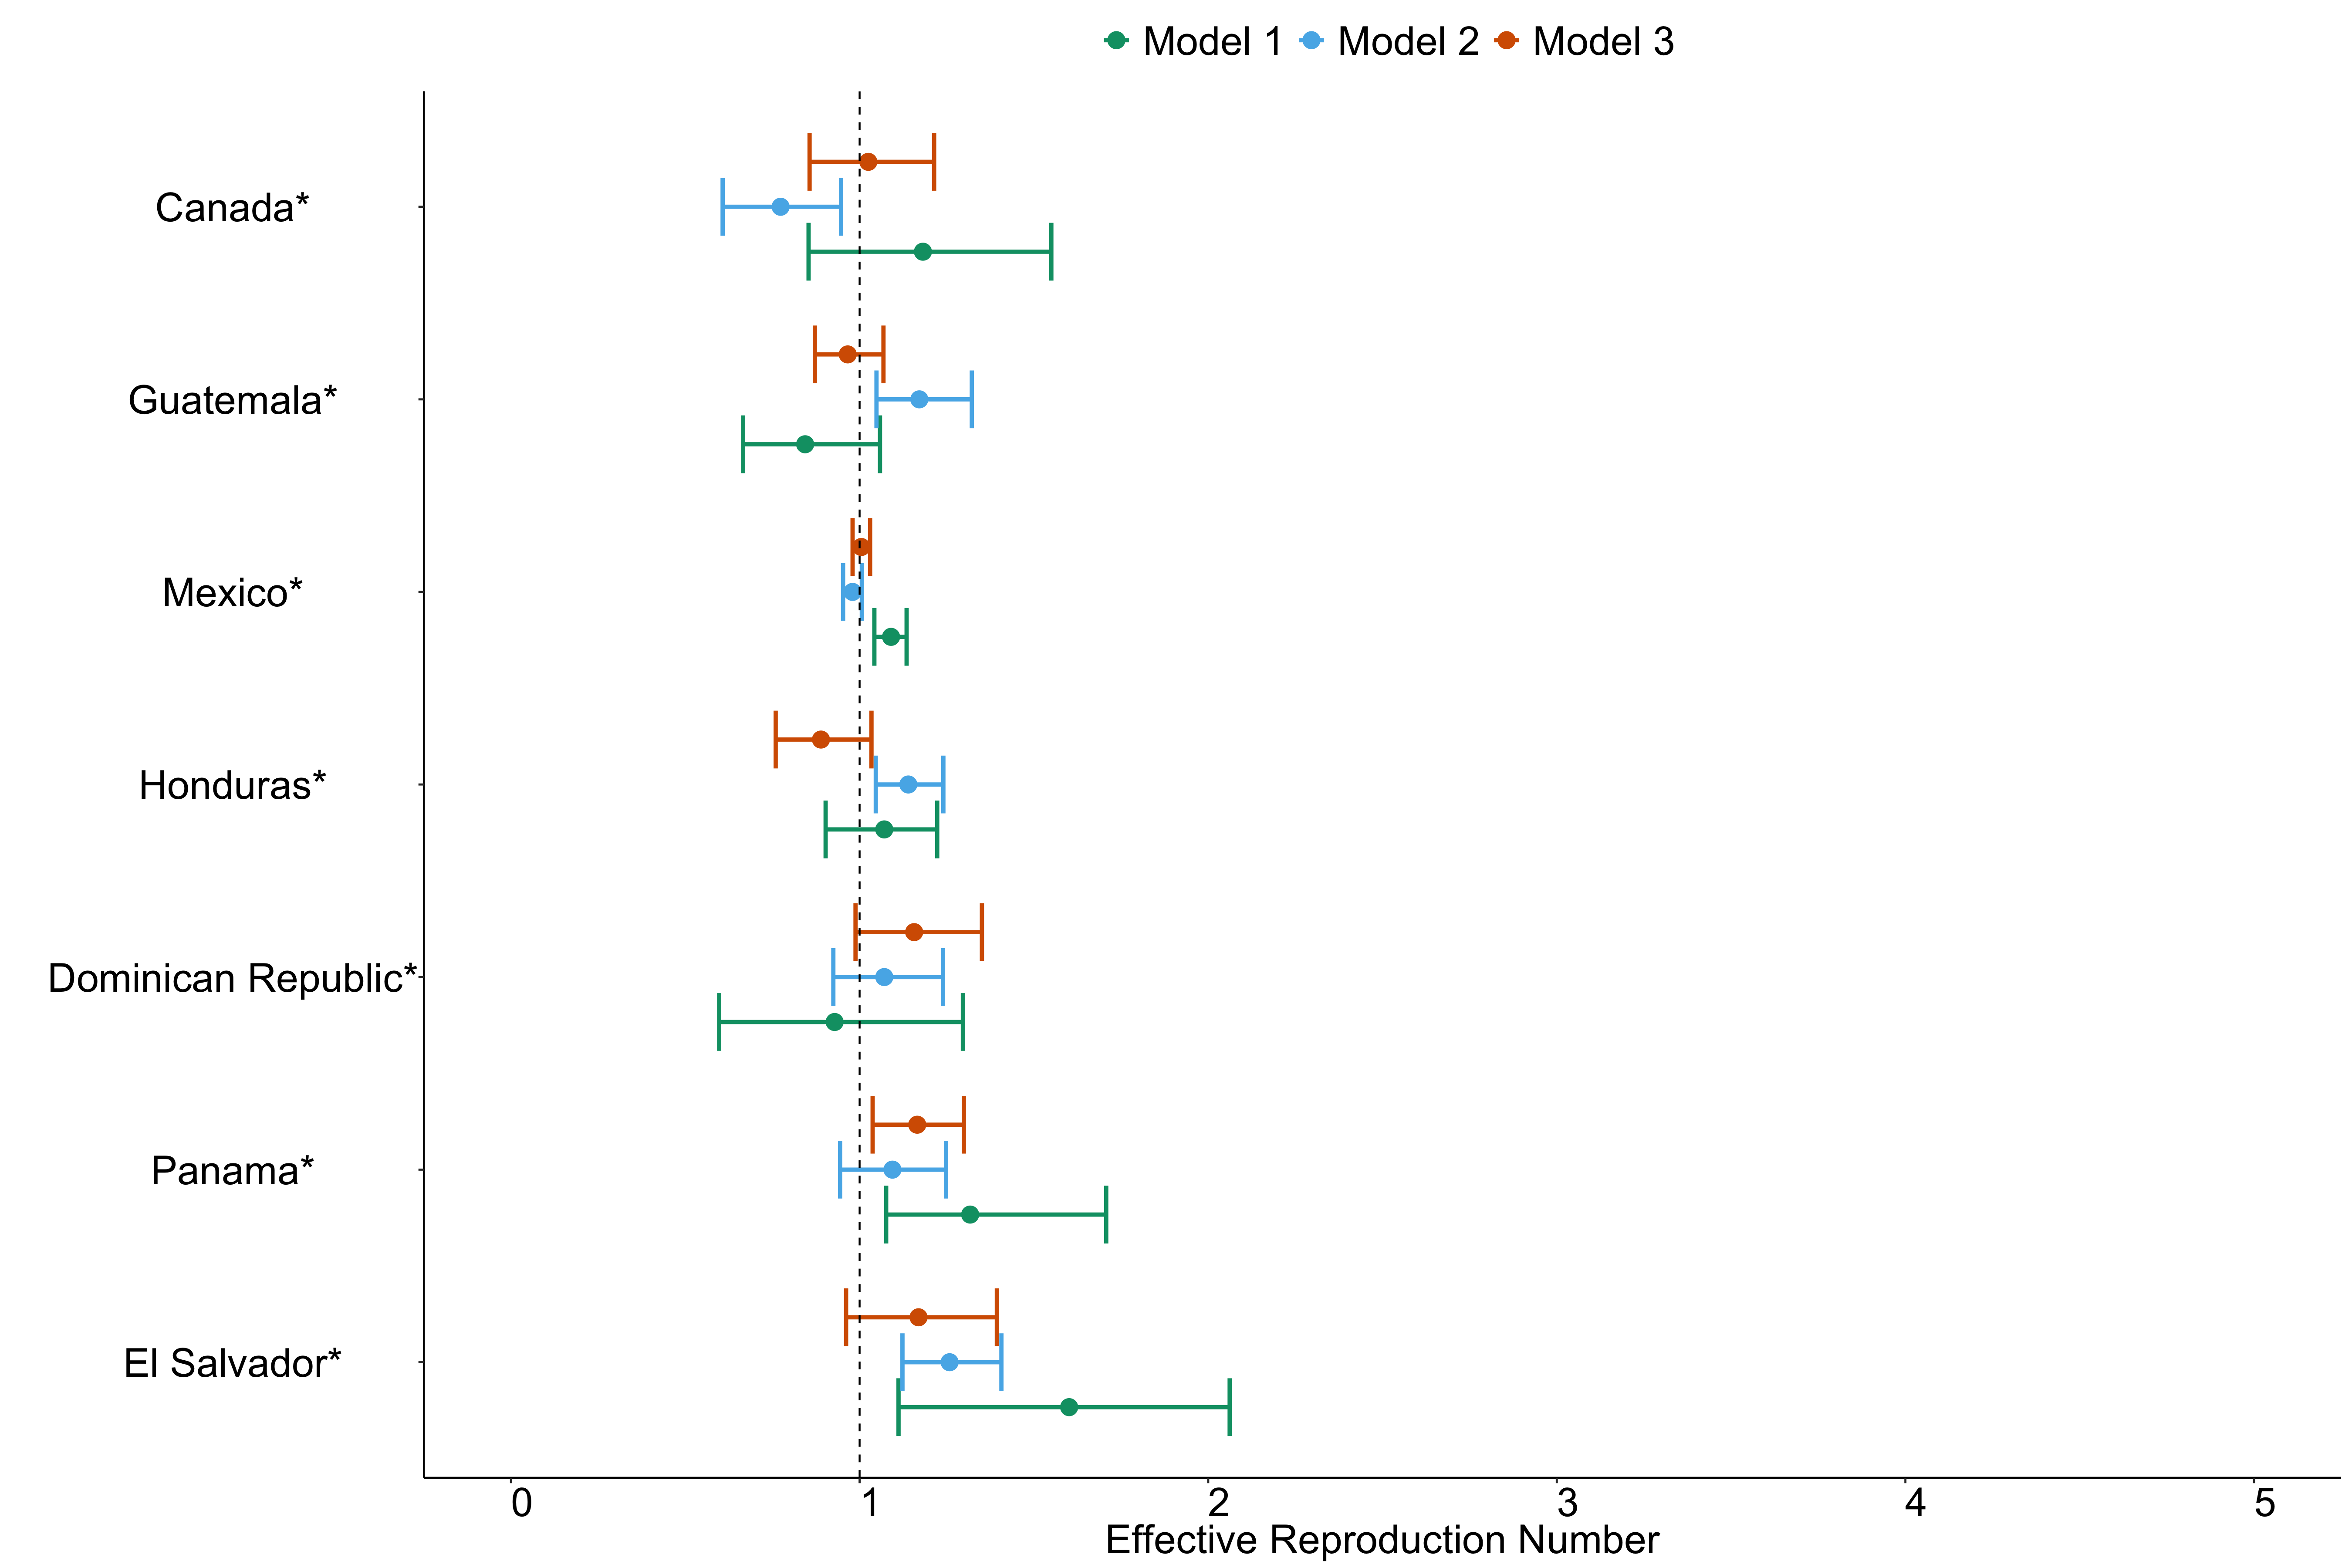 Model 1 Model 2 Model 3
Canada*
Guatemala*
Mexico*
Honduras*
Dominican Republic*
Panama*
El Salvador*
0 1 2 3 4 5
Effective Reproduction Number